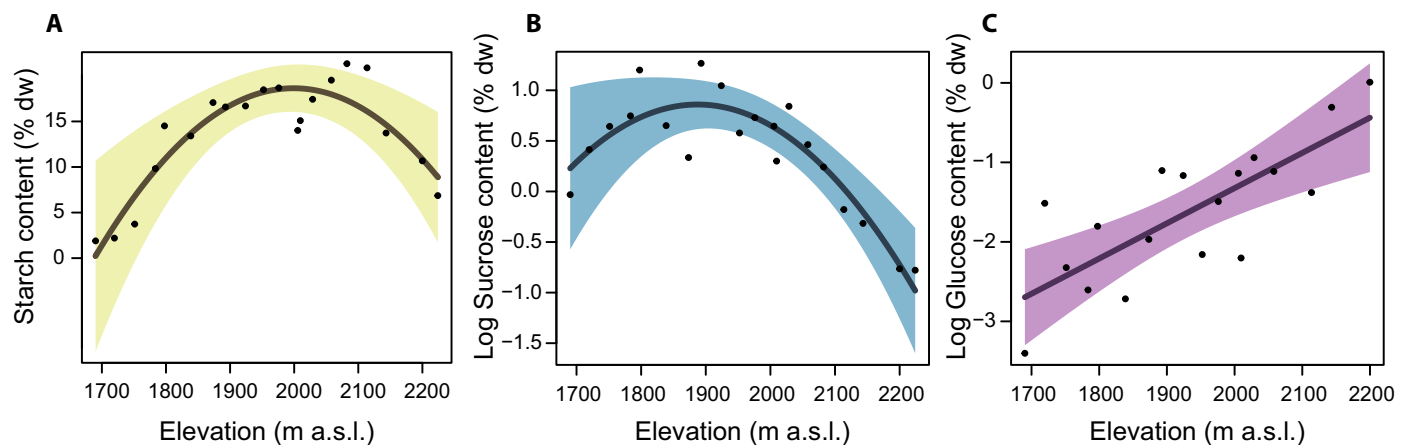 A
Starch content (% dw)
15
10
5
0
1700 1800 1900 2000 2100 2200
Elevation (m a.s.l.)
B
Log Sucrose content (% dw)
1.0
0.5
0.0
−0.5
−1.0
−1.5
1700 1800 1900 2000 2100 2200
Elevation (m a.s.l.)
C
Log Glucose content (% dw)
0
−1
−2
−3
1700 1800 1900 2000 2100 2200
Elevation (m a.s.l.)